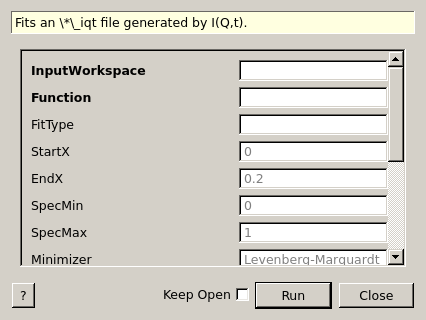 Fits an \*\_iqt file generated by I(Q,t).
InputWorkspace
Function
FitType
StartX 0
EndX 0.2
SpecMin 0
SpecMax 1
Minimizer Levenberg-Marquardt
? Keep Open Run Close